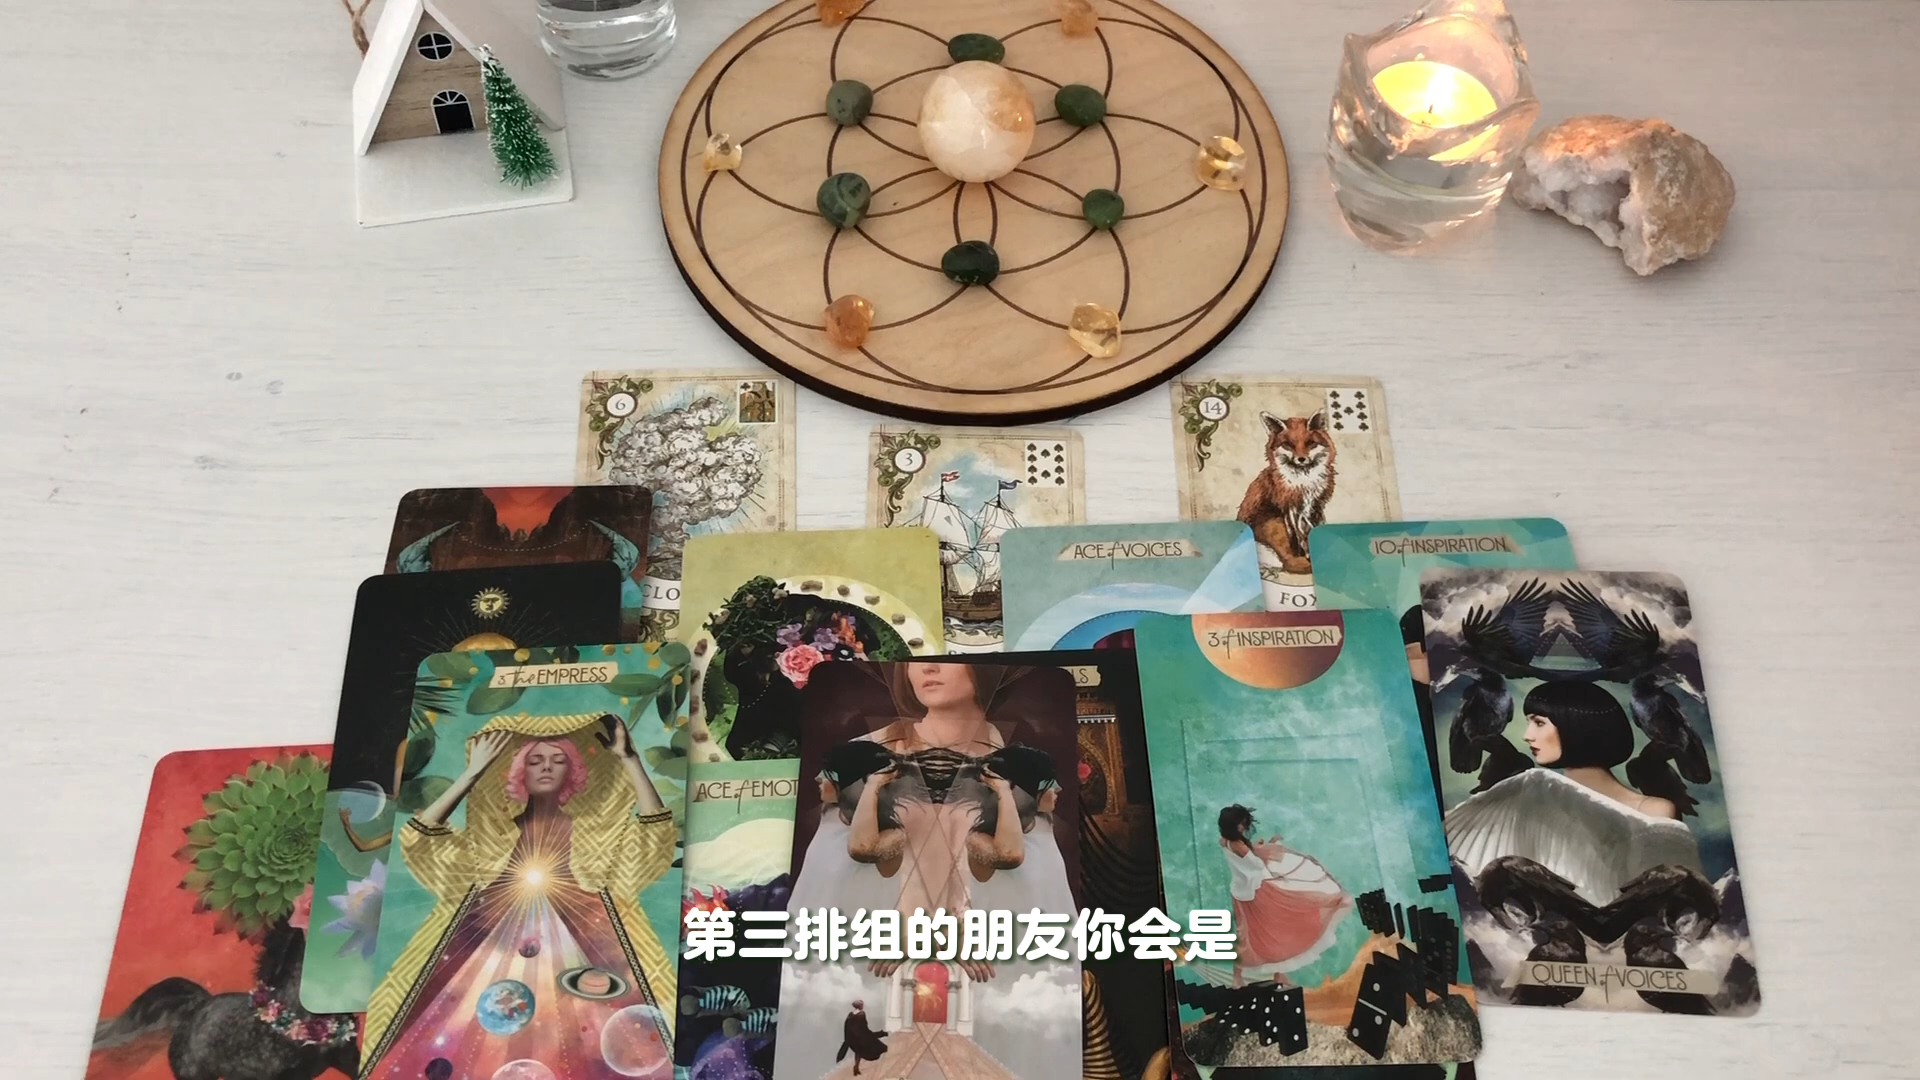 6
3
14
CLO
FOX
ACE of VOICES
10 of INSPIRATION
3 of INSPIRATION
3 the EMPRESS
LS
ACE of EMOT
第三排组的朋友你会是
QUEEN of VOICES